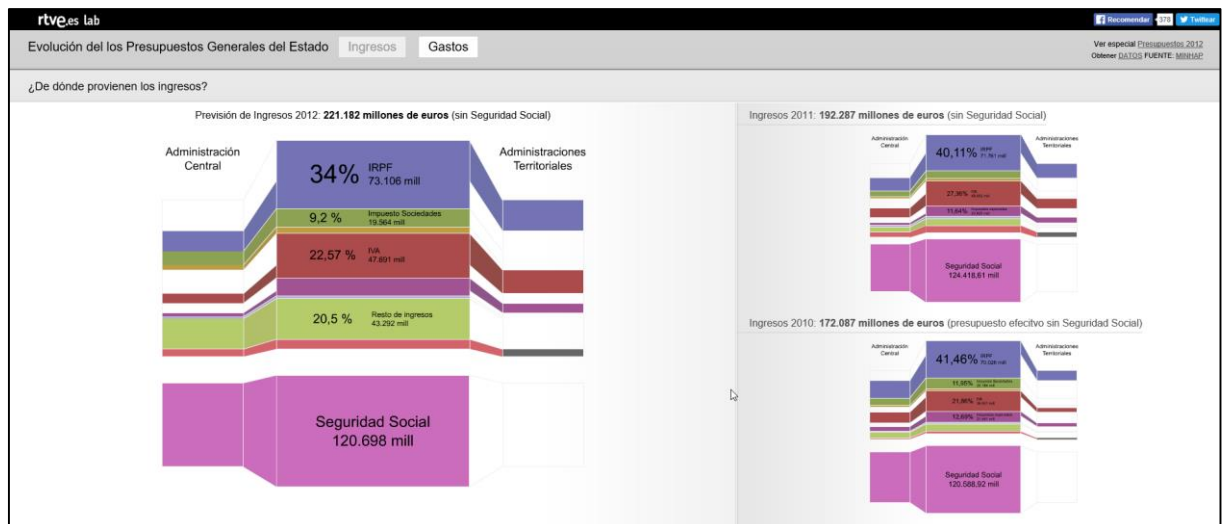 rtve.es lab
Recomendar 378 Twittear
Evolución del los Presupuestos Generales del Estado Ingresos Gastos
Ver especial Presupuestos 2012
Obtener DATOS FUENTE: MINHAP
¿De dónde provienen los ingresos?
Previsión de Ingresos 2012: 221.182 millones de euros (sin Seguridad Social)
Administración
Central
Administraciones
Territoriales
34% IRPF
73.106 mill
9,2 % Impuesto Sociedades
19.564 mill
22,57 % IVA
47.691 mill
20,5 % Resto de ingresos
43.292 mill
Seguridad Social
120.698 mill
Ingresos 2011: 192.287 millones de euros (sin Seguridad Social)
Administración
Central
Administraciones
Territoriales
40,11% IRPF
27,36% IVA
11,64%
Seguridad Social
124.418,61 mill
Ingresos 2010: 172.087 millones de euros (presupuesto efecitvo sin Seguridad Social)
Administración
Central
Administraciones
Territoriales
41,46% IRPF
21,86% IVA
12,69%
Seguridad Social
120.588,92 mill